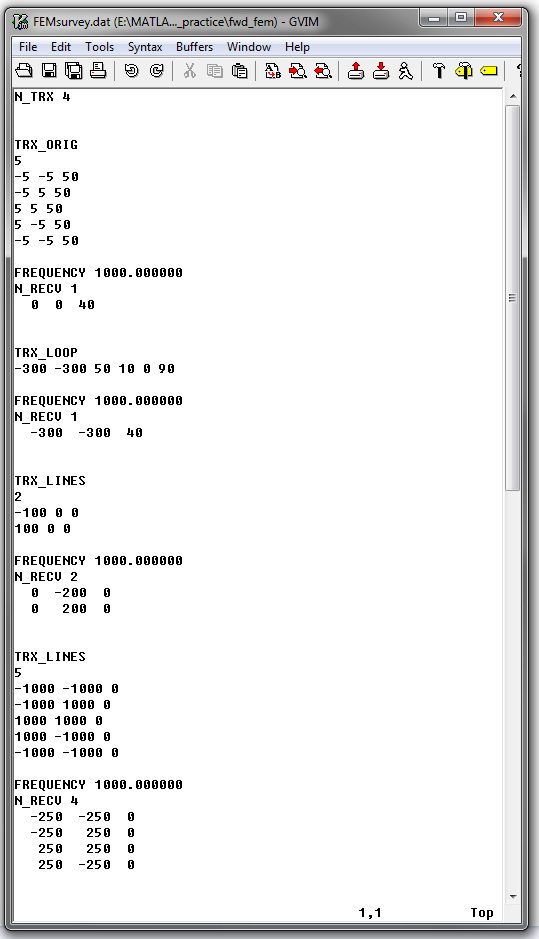 FEMsurvey.dat (E:\MATLA..._practice\fwd_fem) - GVIM
File Edit Tools Syntax Buffers Window Help
N_TRX 4
TRX_ORIG
5
-5 -5 50
-5 5 50
5 5 50
5 -5 50
-5 -5 50
FREQUENCY 1000.000000
N_RECV 1
0 0 40
TRX_LOOP
-300 -300 50 10 0 90
FREQUENCY 1000.000000
N_RECV 1
-300 -300 40
TRX_LINES
2
-100 0 0
100 0 0
FREQUENCY 1000.000000
N_RECV 2
0 -200 0
0 200 0
TRX_LINES
5
-1000 -1000 0
-1000 1000 0
1000 1000 0
1000 -1000 0
-1000 -1000 0
FREQUENCY 1000.000000
N_RECV 4
-250 -250 0
-250 250 0
250 250 0
250 -250 0
1,1 Top